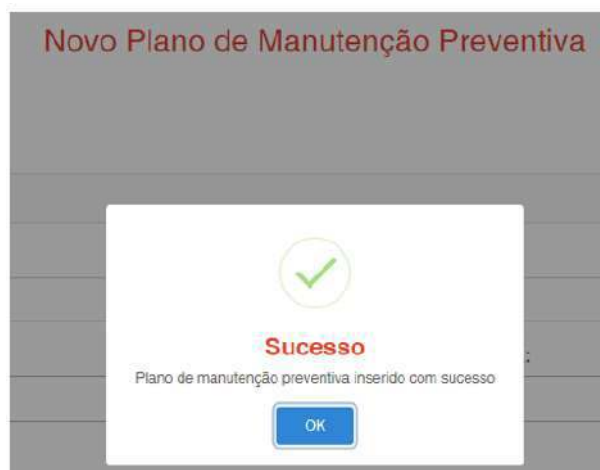 Novo Plano de Manutenção Preventiva
Sucesso
:
Plano de manutenção preventiva inserido com sucesso
OK